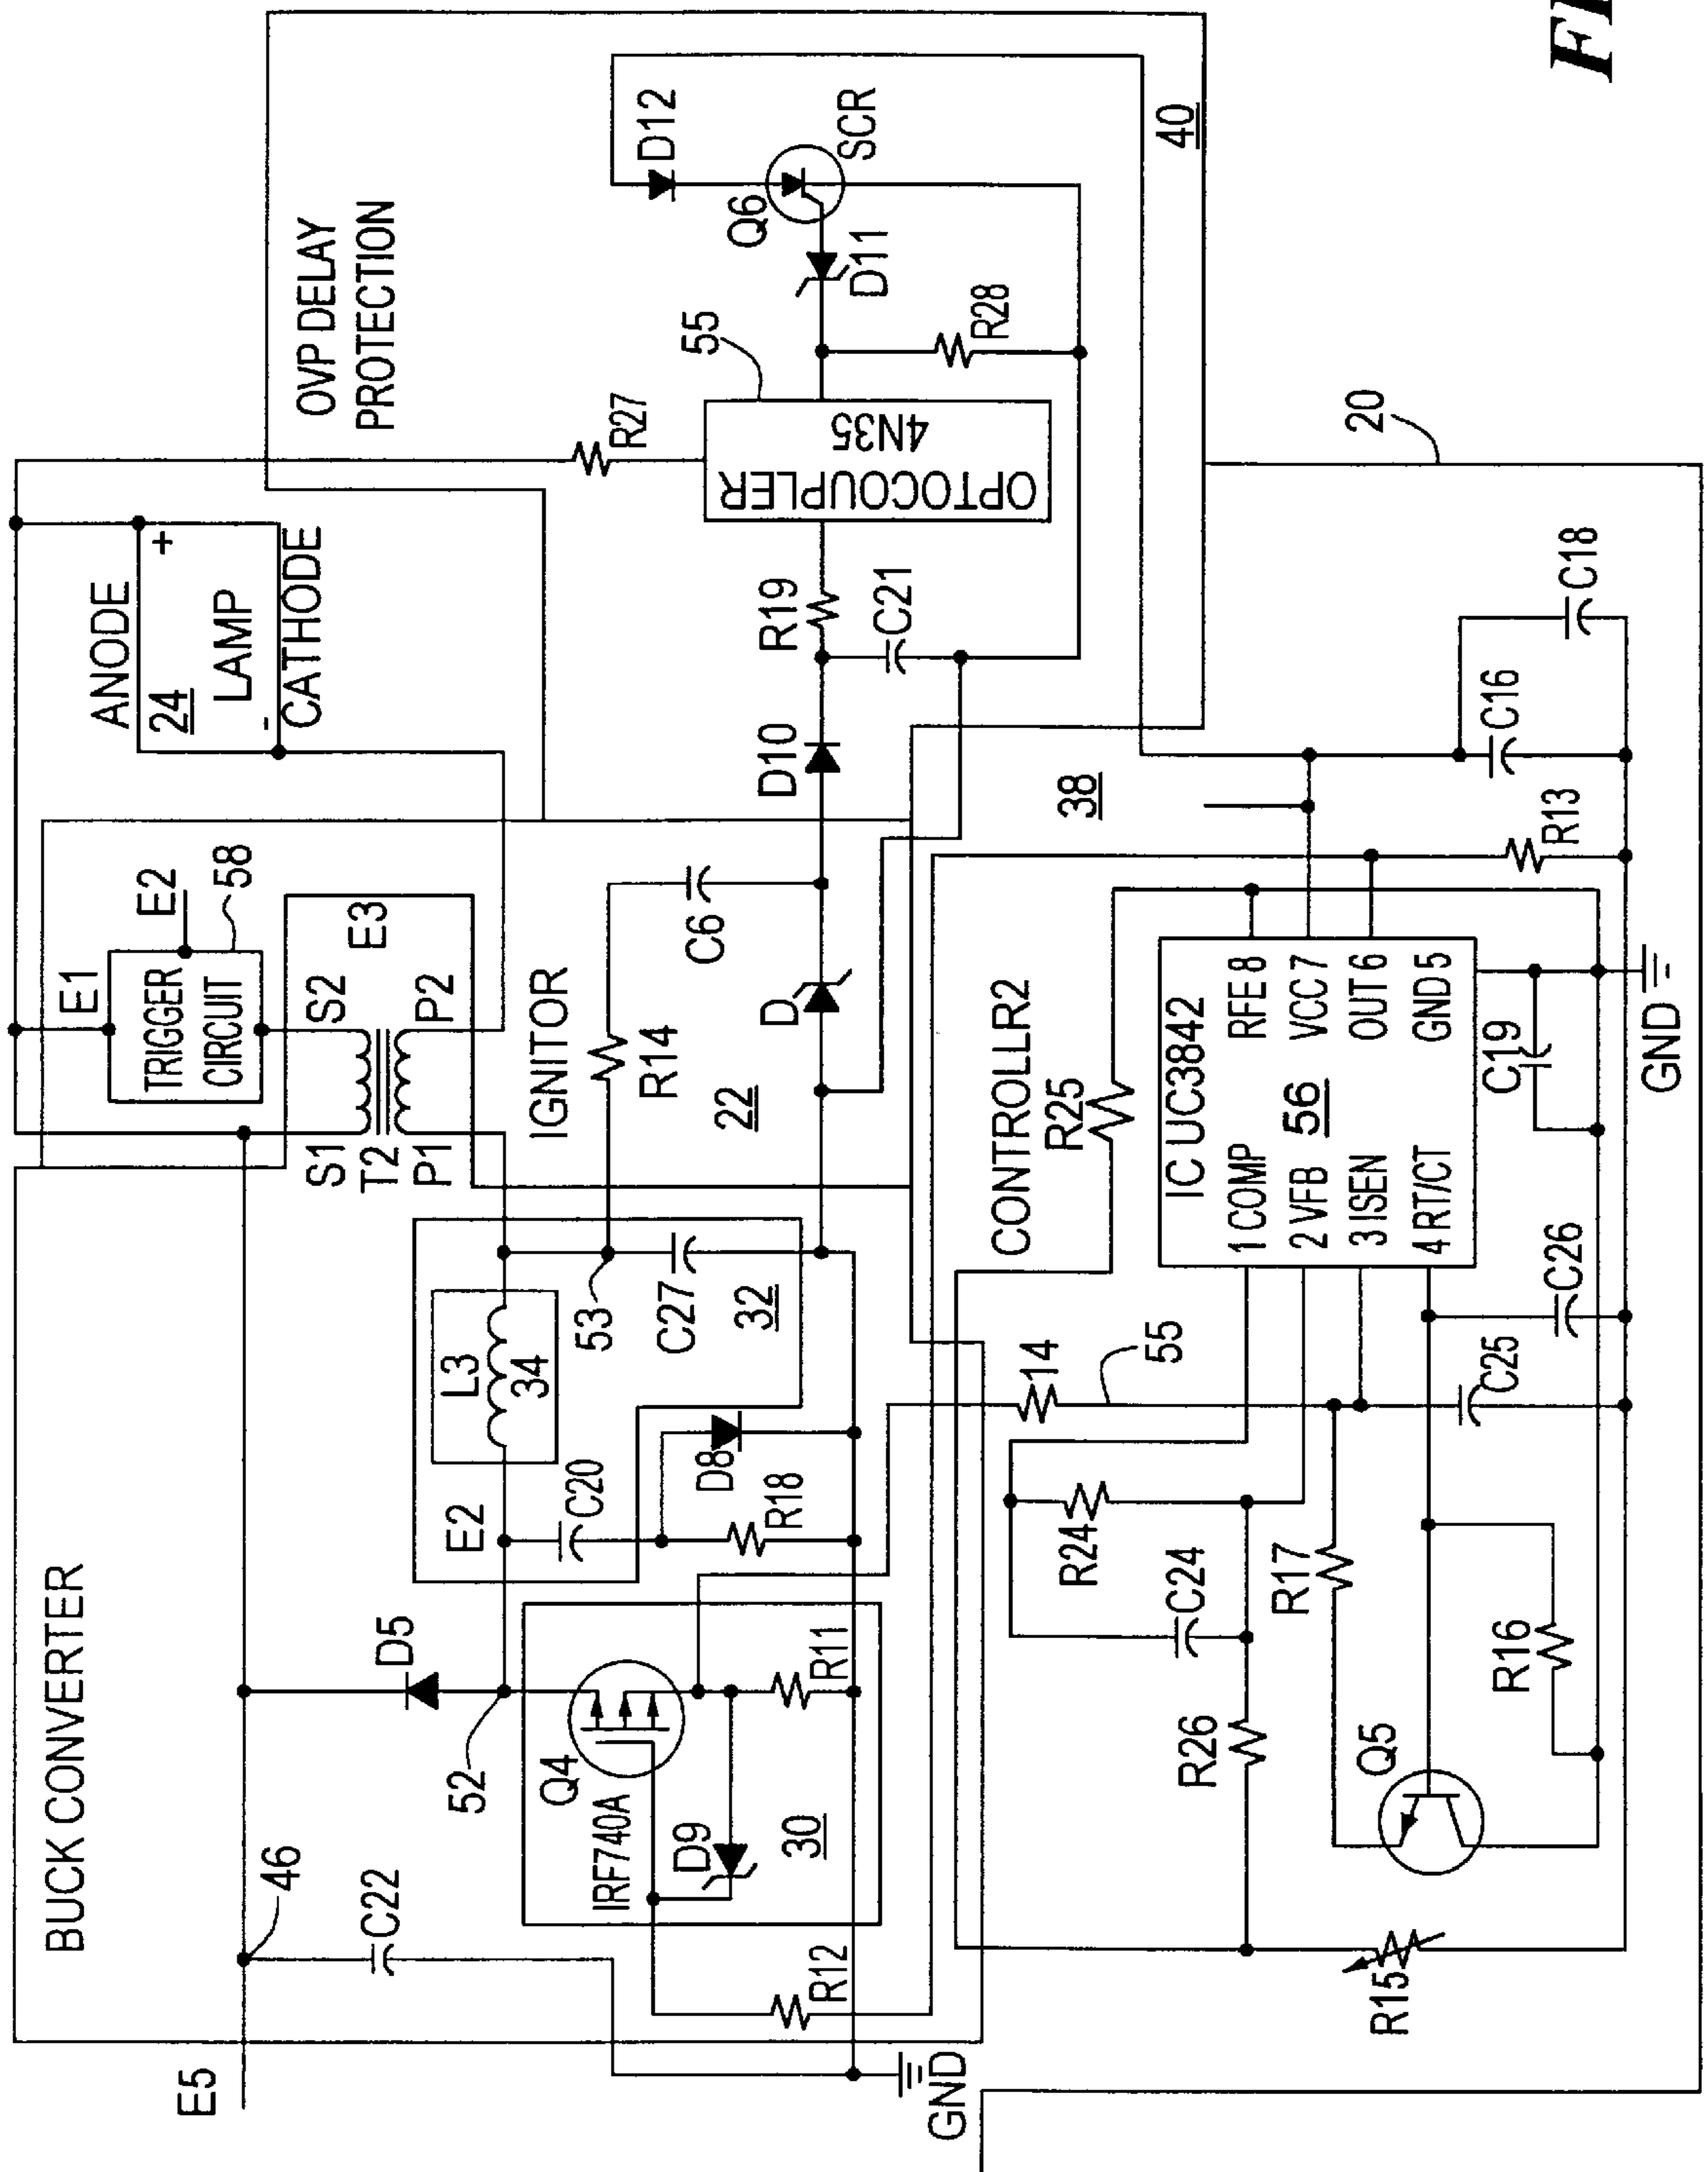 FI
BUCK CONVERTER
E5
46
C22
D5
52
Q4
IRF740A
D9
30
R11
R12
GND
E2
L3
34
C20
D8
R18
53
C27
32
S1
T2
P1
S2
P2
E3
E1
TRIGGER
CIRCUIT
E2
58
IGNITOR
R14
22
C6
D
ANODE
24
+
LAMP
-
CATHODE
OVP DELAY
PROTECTION
R27
55
OPTOCOUPLER
4N35
D10
R19
C21
R28
D11
Q6
SCR
D12
40
20
38
CONTROLLR2
R25
14
55
IC UC3842
56
1 COMP
2 VFB
3 ISEN
4 RT/CT
RFE 8
VCC 7
OUT 6
GND 5
R24
C24
R26
R17
R16
Q5
R15
C25
C26
C19
GND
R13
C16
C18